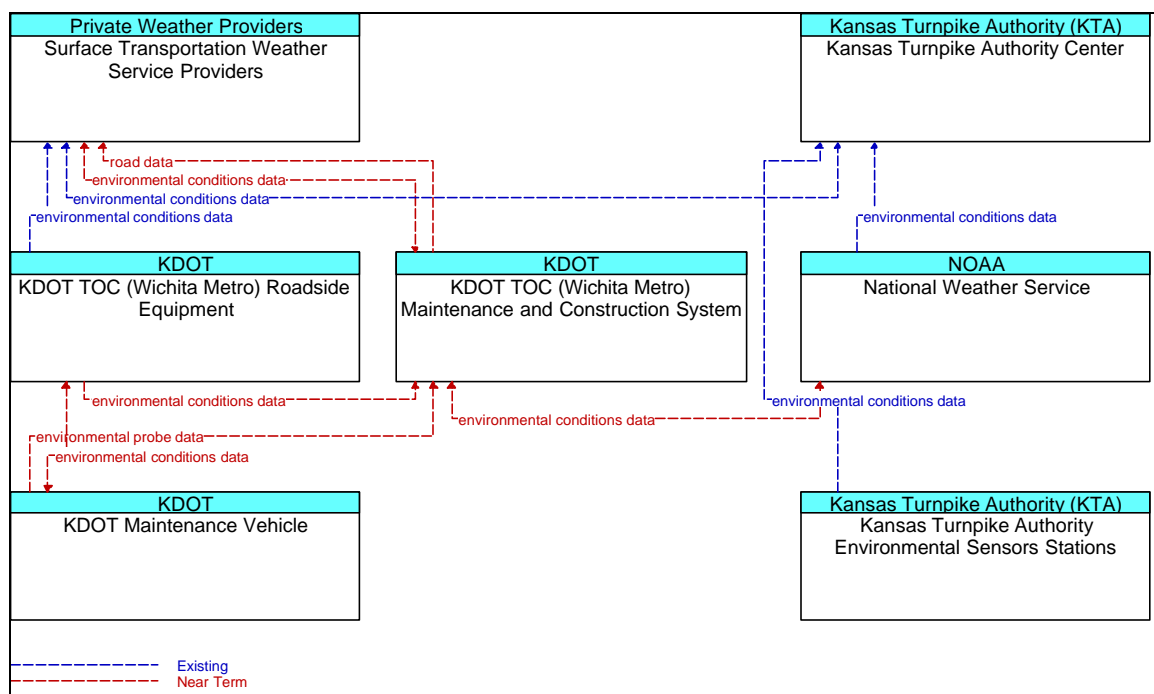 Private Weather Providers
Surface Transportation Weather
Service Providers
Kansas Turnpike Authority (KTA)
Kansas Turnpike Authority Center
road data
environmental conditions data
environmental conditions data
environmental conditions data
environmental conditions data
KDOT
KDOT TOC (Wichita Metro) Roadside
Equipment
KDOT
KDOT TOC (Wichita Metro)
Maintenance and Construction System
NOAA
National Weather Service
environmental conditions data
environmental conditions data
environmental conditions data
environmental probe data
environmental conditions data
KDOT
KDOT Maintenance Vehicle
Kansas Turnpike Authority (KTA)
Kansas Turnpike Authority
Environmental Sensors Stations
Existing
Near Term